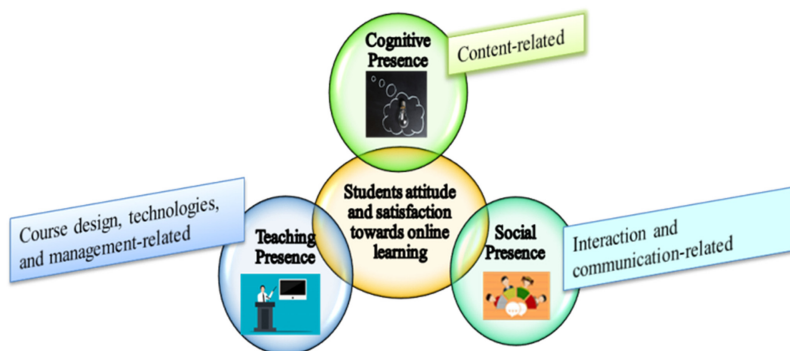 Cognitive
Presence
Content-related
Students attitude
and satisfaction
towards online
learning
Course design, technologies,
and management-related
Teaching
Presence
Social
Presence
Interaction and
communication-related